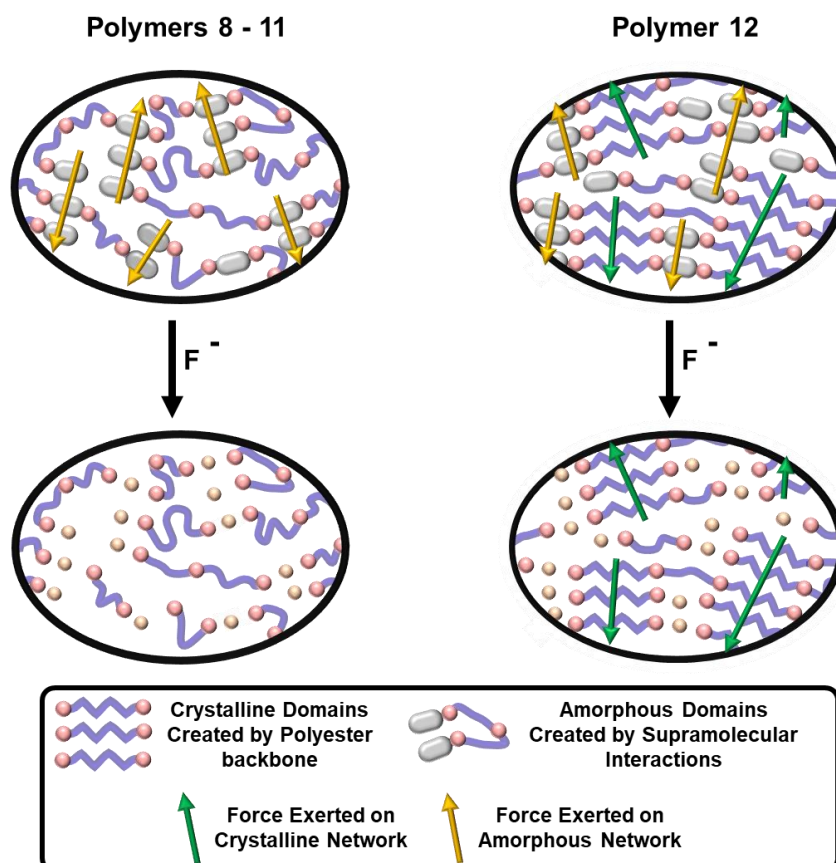 Polymers 8 - 11
Polymer 12
F -
F -
Crystalline Domains
Created by Polyester
backbone
Amorphous Domains
Created by Supramolecular
Interactions
Force Exerted on
Crystalline Network
Force Exerted on
Amorphous Network